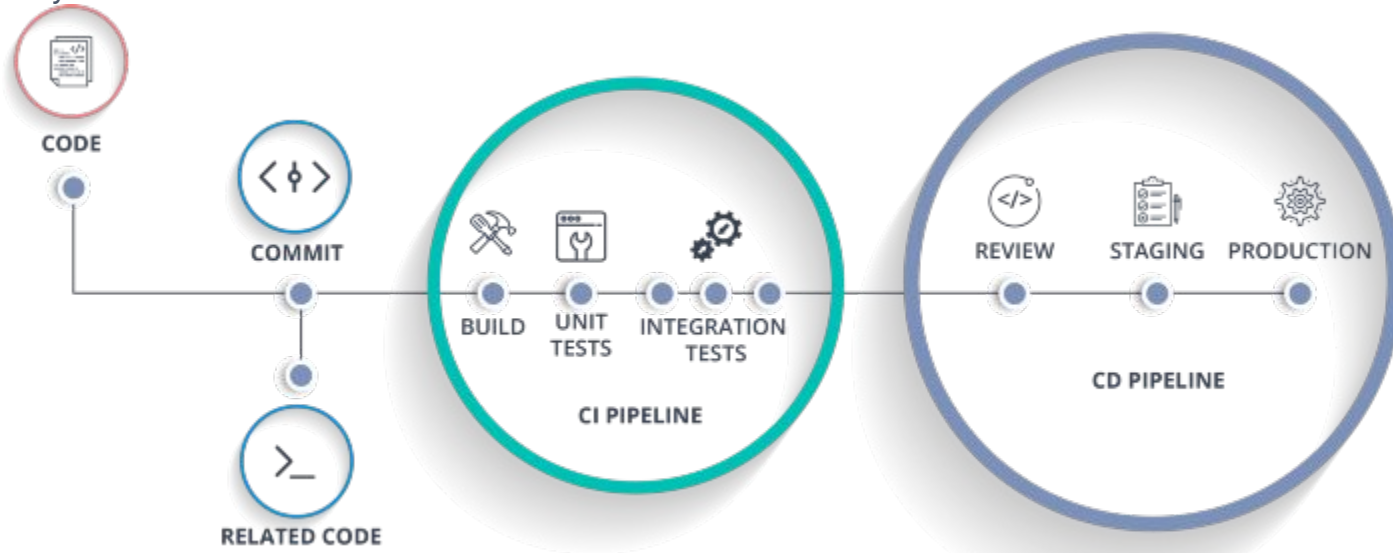 CODE
COMMIT
RELATED CODE
BUILD
UNIT
TESTS
INTEGRATION
TESTS
CI PIPELINE
REVIEW
STAGING
PRODUCTION
CD PIPELINE